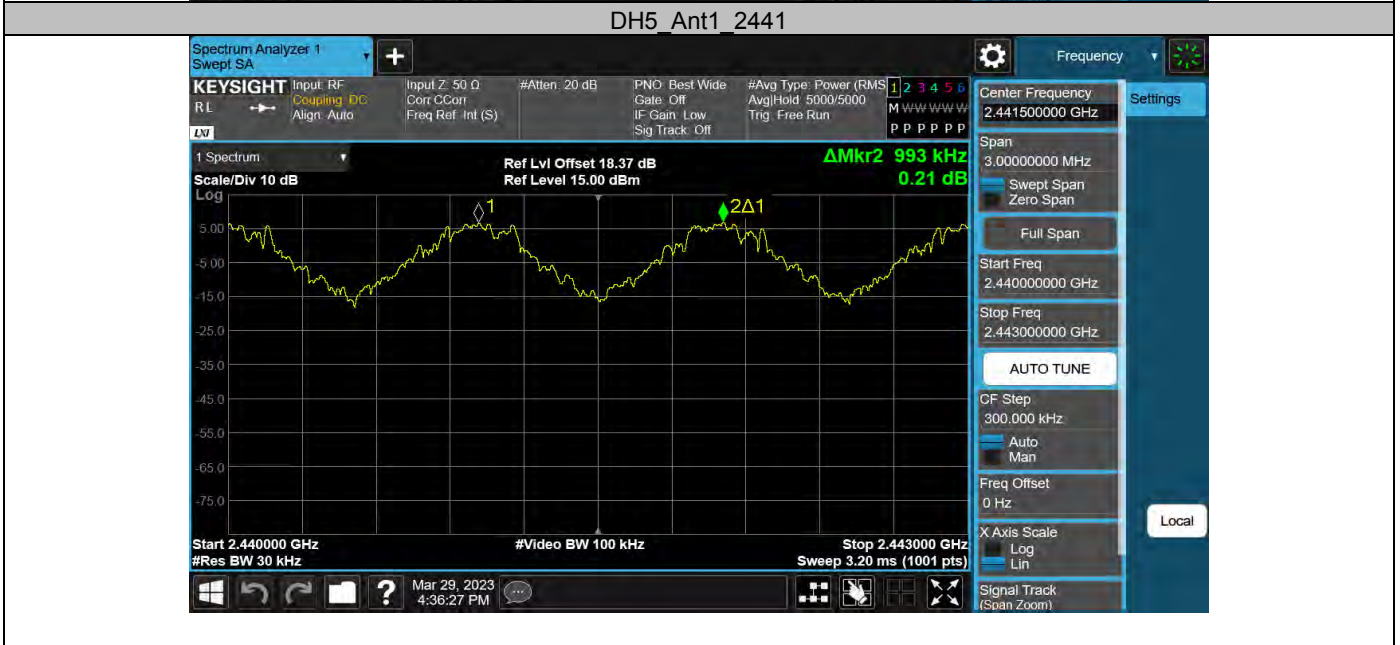 DH5_Ant1_2441
Spectrum Analyzer 1
Swept SA
Frequency
KEYSIGHT
RL
LXI
Input: RF
Coupling: DC
Align: Auto
Input Z: 50 Ω
Corr CCorr
Freq Ref: Int (S)
#Atten: 20 dB
PNO: Best Wide
Gate: Off
IF Gain: Low
Sig Track: Off
#Avg Type: Power (RMS
Avg|Hold: 5000/5000
Trig: Free Run
1 2 3 4 5 6
M W W W W W
P P P P P P
1 Spectrum
Scale/Div 10 dB
Log
Ref Lvl Offset 18.37 dB
Ref Level 15.00 dBm
ΔMkr2 993 kHz
0.21 dB
1
2Δ1
5.00
-5.00
-15.0
-25.0
-35.0
-45.0
-55.0
-65.0
-75.0
Start 2.440000 GHz
#Res BW 30 kHz
#Video BW 100 kHz
Stop 2.443000 GHz
Sweep 3.20 ms (1001 pts)
Mar 29, 2023
4:36:27 PM
Center Frequency
2.441500000 GHz
Settings
Span
3.00000000 MHz
Swept Span
Zero Span
Full Span
Start Freq
2.440000000 GHz
Stop Freq
2.443000000 GHz
AUTO TUNE
CF Step
300.000 kHz
Auto
Man
Freq Offset
0 Hz
X Axis Scale
Log
Lin
Local
Signal Track
(Span Zoom)